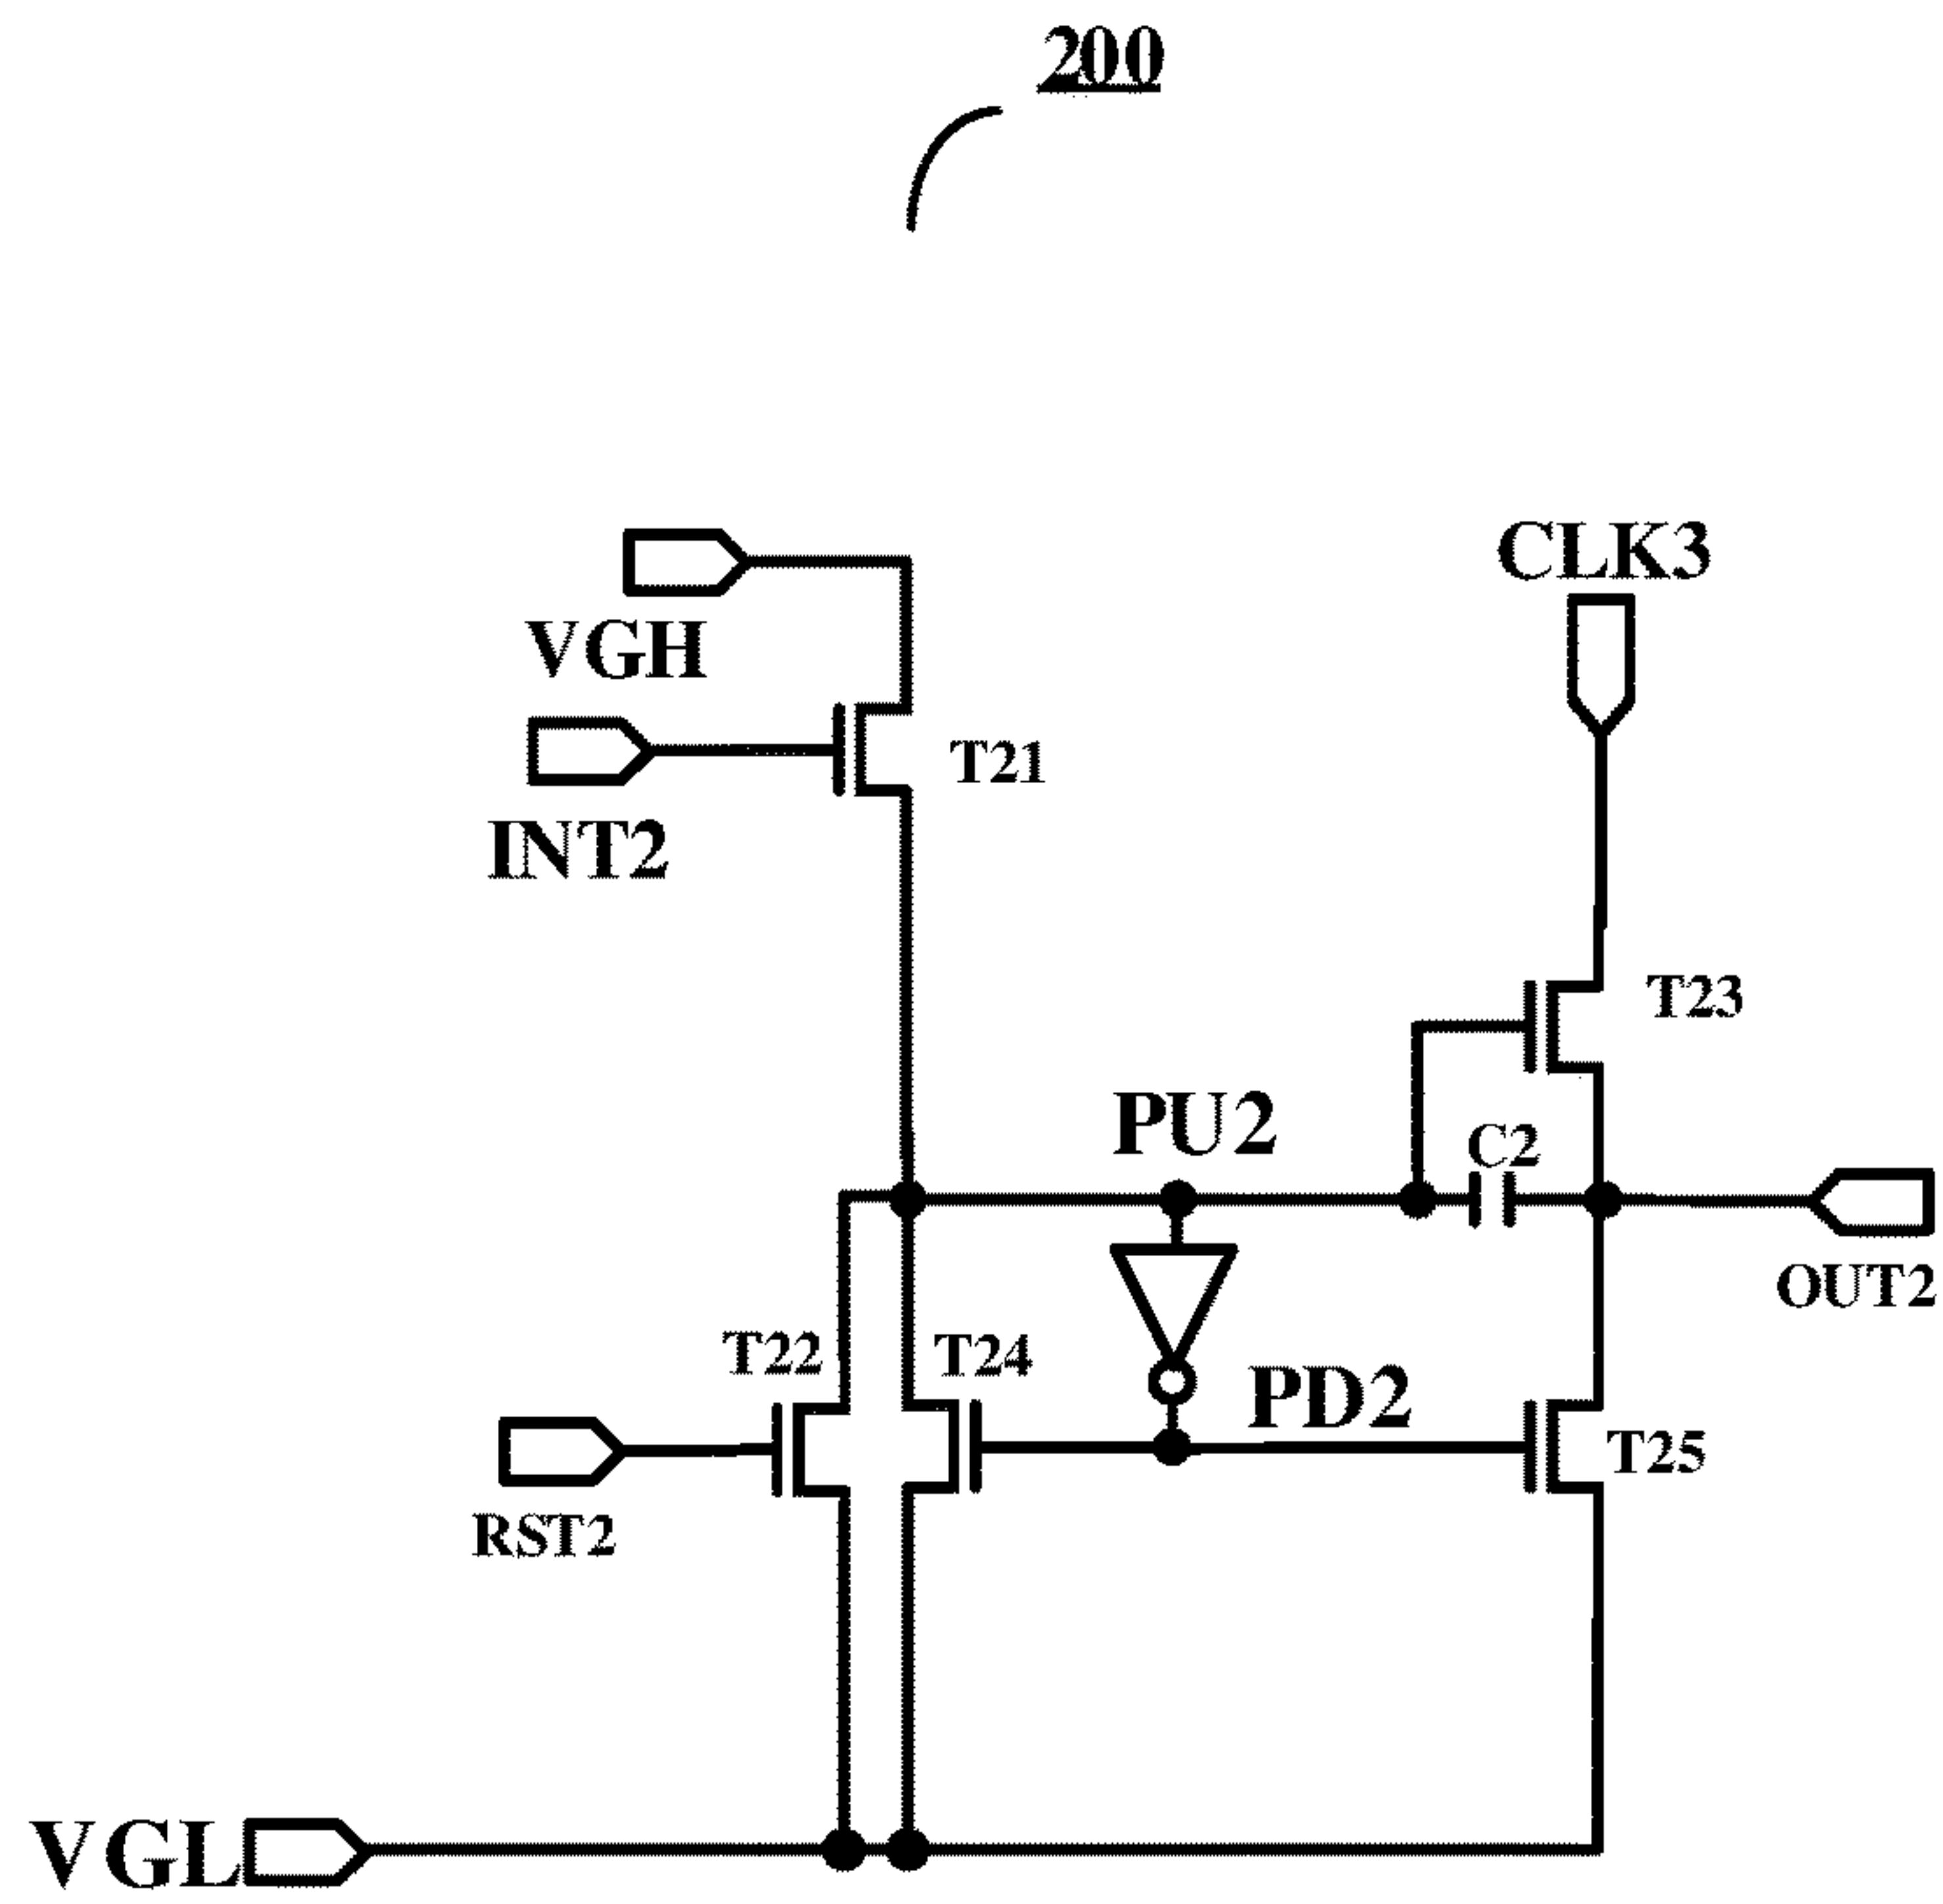 200
CLK3
VGH
T21
INT2
T23
PU2
C2
OUT2
T22
T24
PD2
T25
RST2
VGL